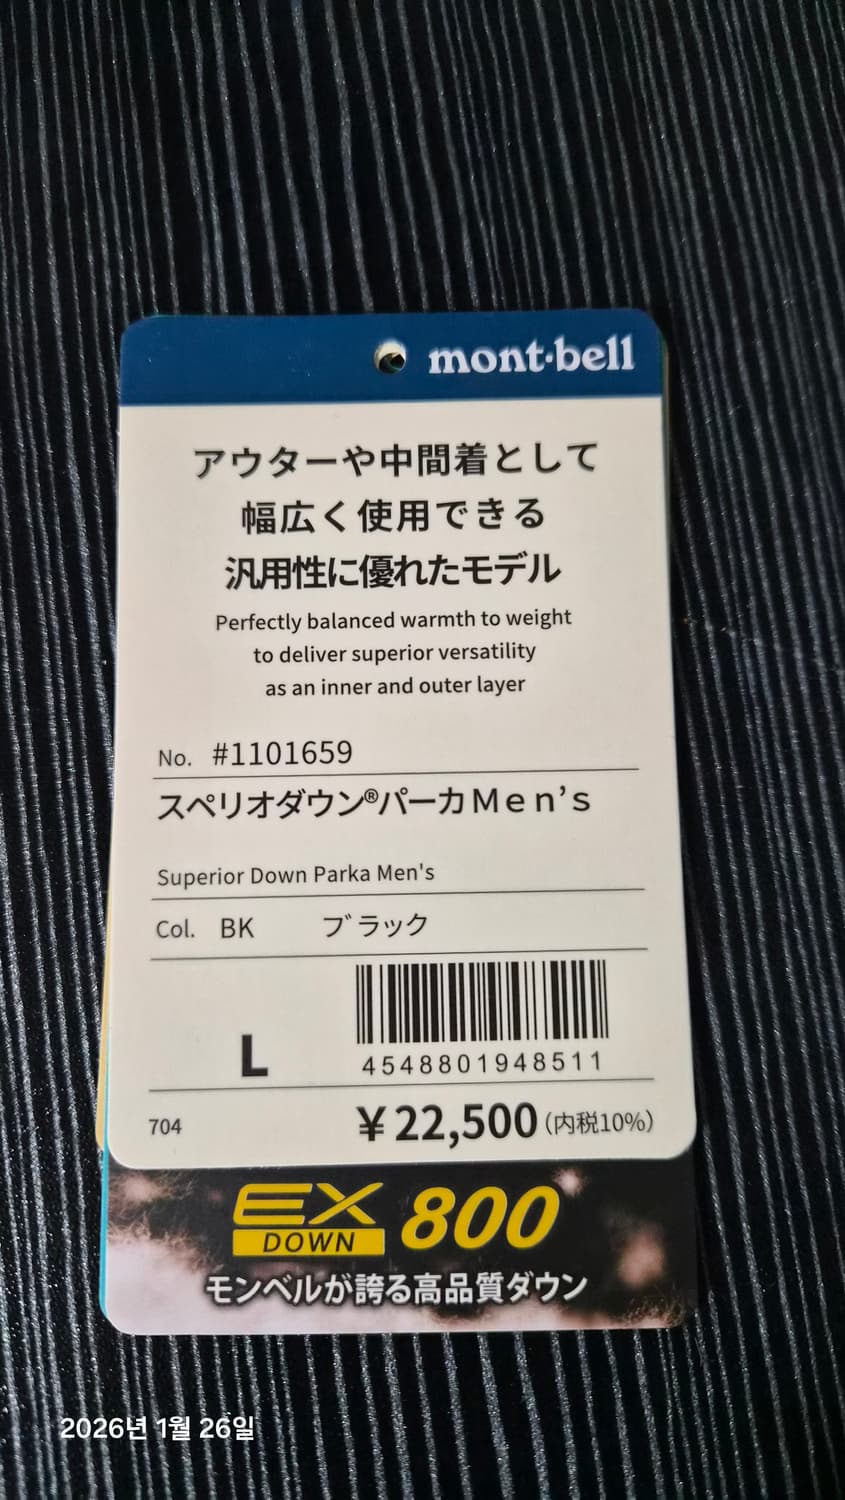 mont·bell
アウターや中間着として
幅広く使用できる
汎用性に優れたモデル
Perfectly balanced warmth to weight
to deliver superior versatility
as an inner and outer layer
No. #1101659
スペリオダウン®パーカMen's
Superior Down Parka Men's
Col. BK ブラック
L
4548801948511
704 ¥22,500(内税10%)
EX DOWN 800
モンベルが誇る高品質ダウン
2026년 1월 26일